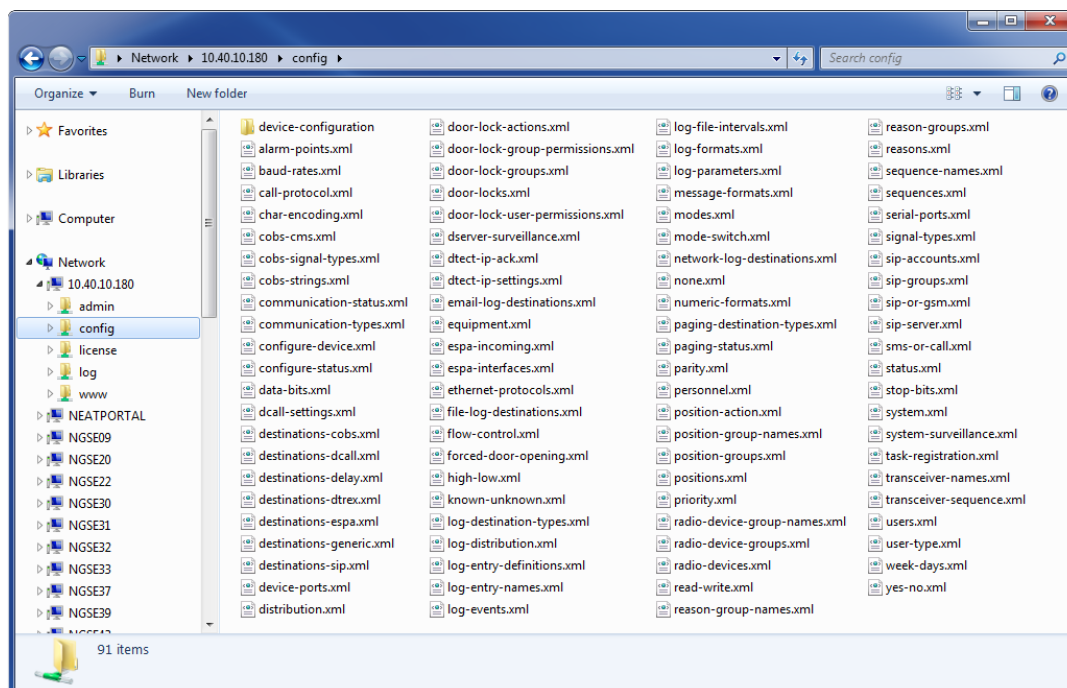 Network
10.40.10.180
config
Search config
Organize
Burn
New folder
Favorites
Libraries
Computer
Network
10.40.10.180
admin
config
license
log
www
NEATPORTAL
NGSE09
NGSE20
NGSE22
NGSE30
NGSE31
NGSE32
NGSE33
NGSE37
NGSE39
device-configuration
alarm-points.xml
baud-rates.xml
call-protocol.xml
char-encoding.xml
cobs-cms.xml
cobs-signal-types.xml
cobs-strings.xml
communication-status.xml
communication-types.xml
configure-device.xml
configure-status.xml
data-bits.xml
dcall-settings.xml
destinations-cobs.xml
destinations-dcall.xml
destinations-delay.xml
destinations-dtrex.xml
destinations-espa.xml
destinations-generic.xml
destinations-sip.xml
device-ports.xml
distribution.xml
door-lock-actions.xml
door-lock-group-permissions.xml
door-lock-groups.xml
door-locks.xml
door-lock-user-permissions.xml
dserver-surveillance.xml
dtect-ip-ack.xml
dtect-ip-settings.xml
email-log-destinations.xml
equipment.xml
espa-incoming.xml
espa-interfaces.xml
ethernet-protocols.xml
file-log-destinations.xml
flow-control.xml
forced-door-opening.xml
high-low.xml
known-unknown.xml
log-destination-types.xml
log-distribution.xml
log-entry-definitions.xml
log-entry-names.xml
log-events.xml
log-file-intervals.xml
log-formats.xml
log-parameters.xml
message-formats.xml
modes.xml
mode-switch.xml
network-log-destinations.xml
none.xml
numeric-formats.xml
paging-destination-types.xml
paging-status.xml
parity.xml
personnel.xml
position-action.xml
position-group-names.xml
position-groups.xml
positions.xml
priority.xml
radio-device-group-names.xml
radio-device-groups.xml
radio-devices.xml
read-write.xml
reason-group-names.xml
reason-groups.xml
reasons.xml
sequence-names.xml
sequences.xml
serial-ports.xml
signal-types.xml
sip-accounts.xml
sip-groups.xml
sip-or-gsm.xml
sip-server.xml
sms-or-call.xml
status.xml
stop-bits.xml
system.xml
system-surveillance.xml
task-registration.xml
transceiver-names.xml
transceiver-sequence.xml
users.xml
user-type.xml
week-days.xml
yes-no.xml
91 items